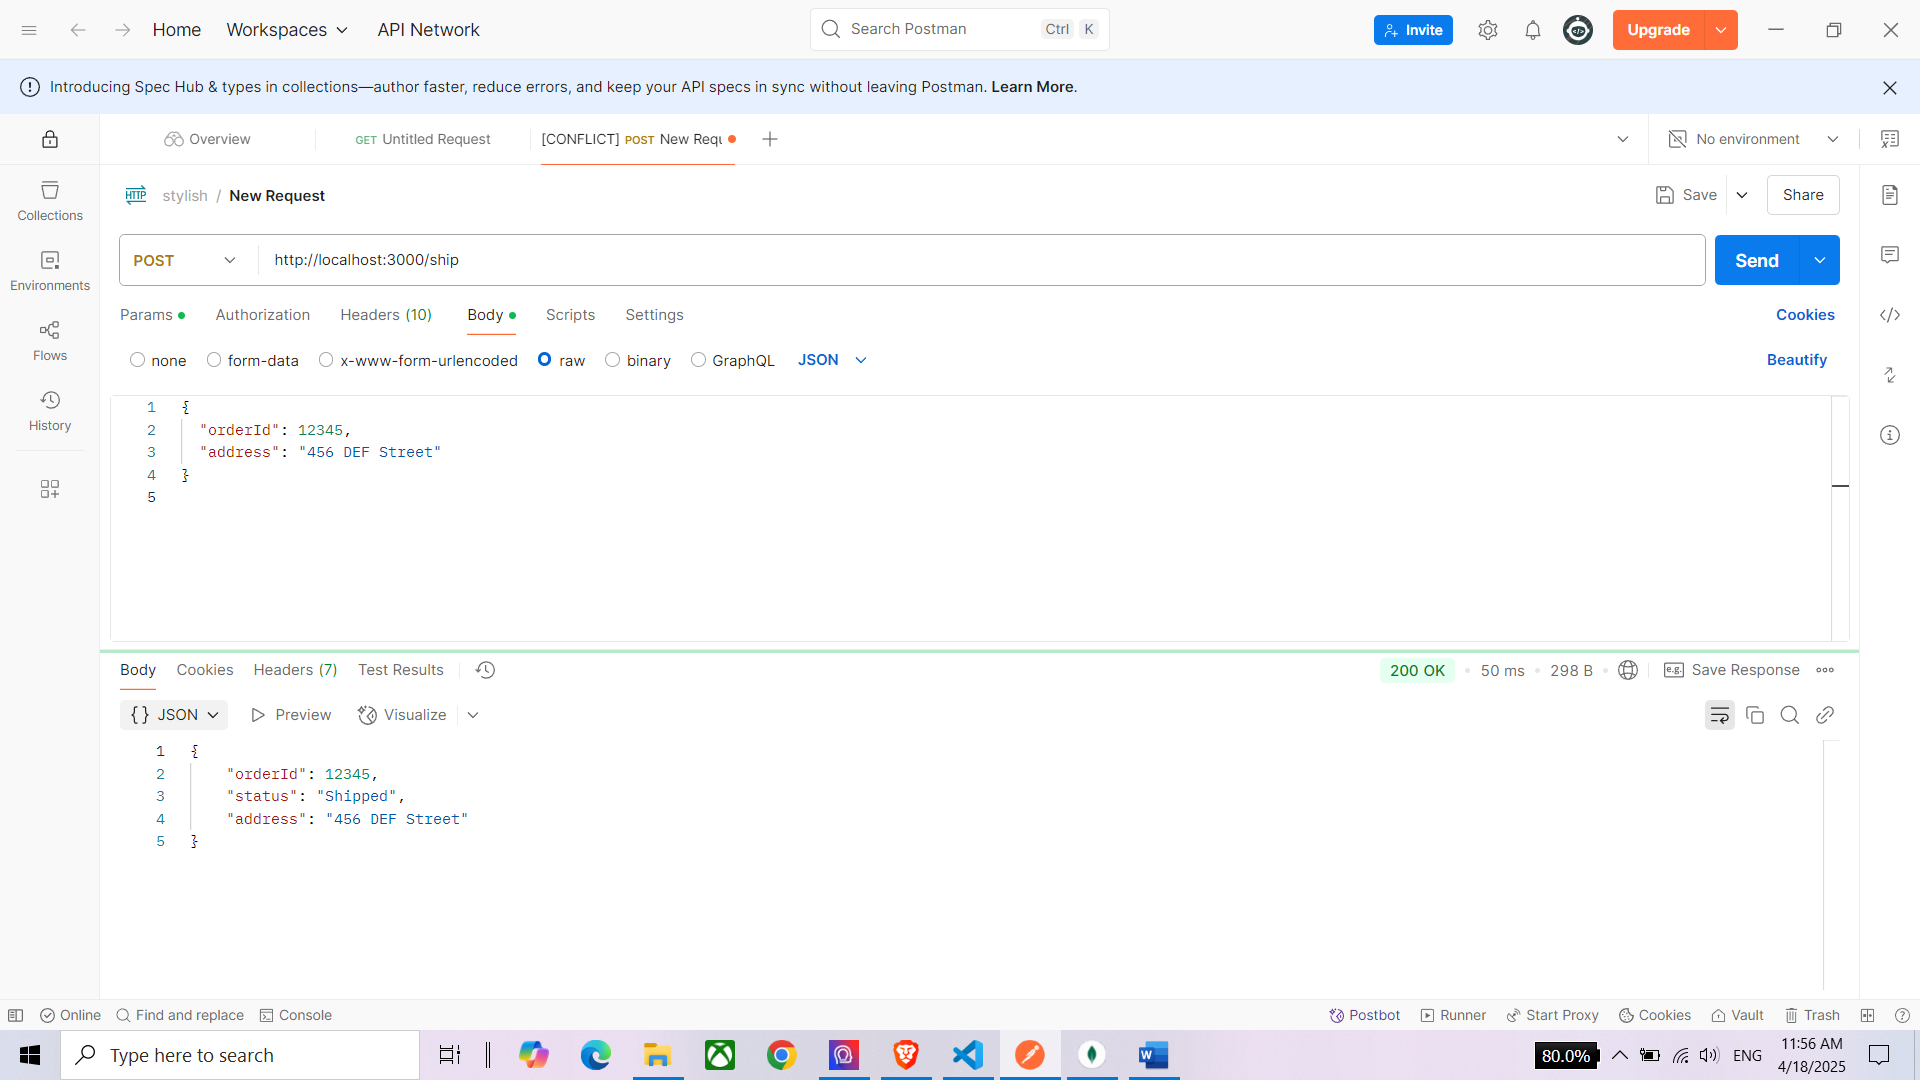 Home Workspaces API Network Search Postman Ctrl K Invite Upgrade
Introducing Spec Hub & types in collections—author faster, reduce errors, and keep your API specs in sync without leaving Postman. Learn More.
Overview GET Untitled Request [CONFLICT] POST New Requ No environment
HTTP stylish / New Request Save Share
Collections
Environments
Flows
History
POST http://localhost:3000/ship Send
Params Authorization Headers (10) Body Scripts Settings Cookies
none form-data x-www-form-urlencoded raw binary GraphQL JSON Beautify
1 {
2 "orderId": 12345,
3 "address": "456 DEF Street"
4 }
5
Body Cookies Headers (7) Test Results 200 OK 50 ms 298 B e.g. Save Response
{} JSON Preview Visualize
1 {
2 "orderId": 12345,
3 "status": "Shipped",
4 "address": "456 DEF Street"
5 }
Online Find and replace Console Postbot Runner Start Proxy Cookies Vault Trash
Type here to search 80.0% ENG 11:56 AM
4/18/2025